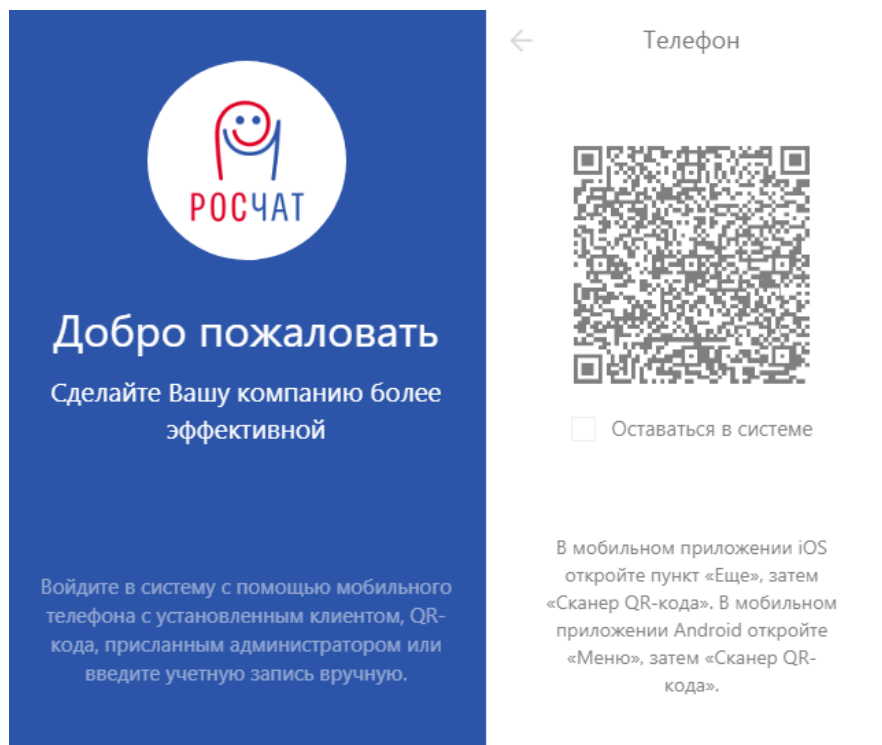 РОСЧАТ
Добро пожаловать
Сделайте Вашу компанию более
эффективной
Войдите в систему с помощью мобильного
телефона с установленным клиентом, QR-
кода, присланным администратором или
введите учетную запись вручную.
Телефон
Оставаться в системе
В мобильном приложении iOS
откройте пункт «Еще», затем
«Сканер QR-кода». В мобильном
приложении Android откройте
«Меню», затем «Сканер QR-
кода».